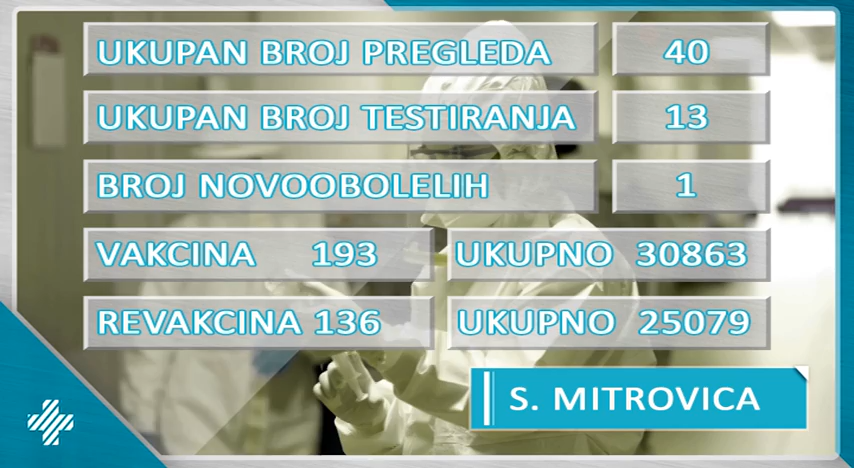 UKUPAN BROJ PREGLEDA 40
UKUPAN BROJ TESTIRANJA 13
BROJ NOVOOBOLELIH 1
VAKCINA 193 UKUPNO 30863
REVAKCINA 136 UKUPNO 25079
S. MITROVICA